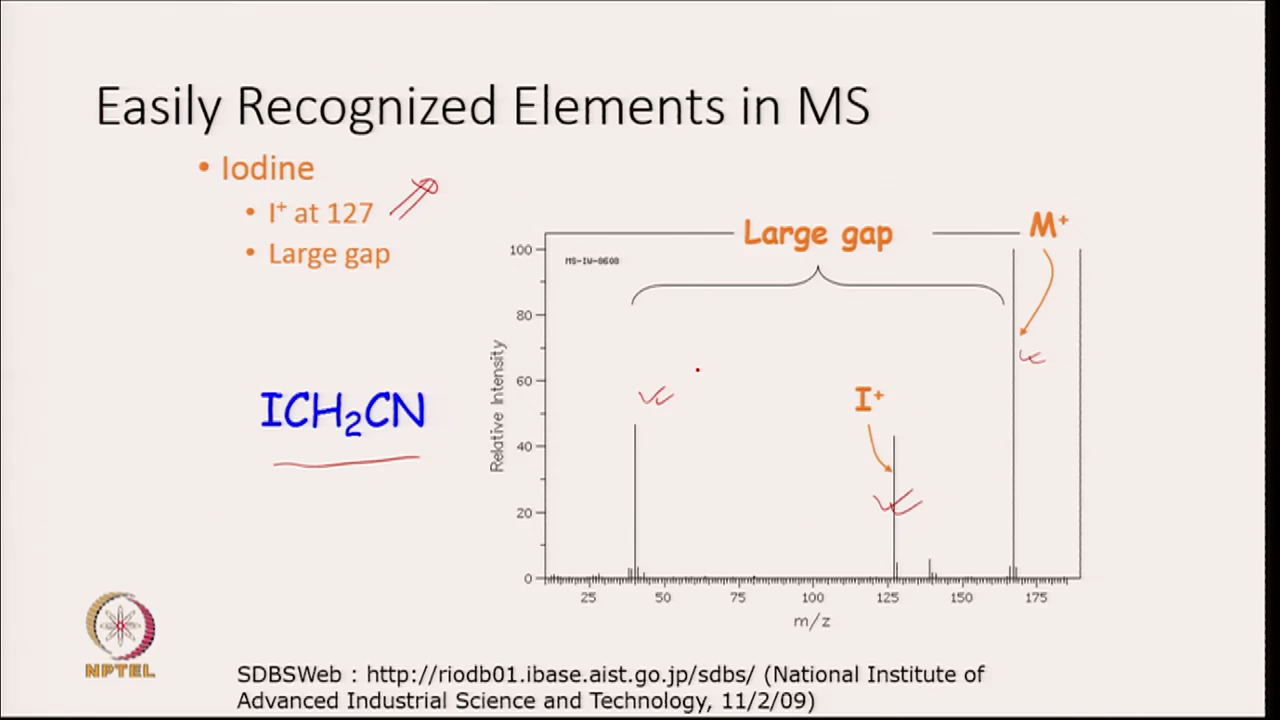 Easily Recognized Elements in MS
• Iodine
• I⁺ at 127
• Large gap
ICH₂CN
Large gap
M⁺
I⁺
MS-IW-8608
100
80
60
40
20
0
Relative Intensity
25 50 75 100 125 150 175
m/z
NPTEL
SDBSWeb : http://riodb01.ibase.aist.go.jp/sdbs/ (National Institute of
Advanced Industrial Science and Technology, 11/2/09)